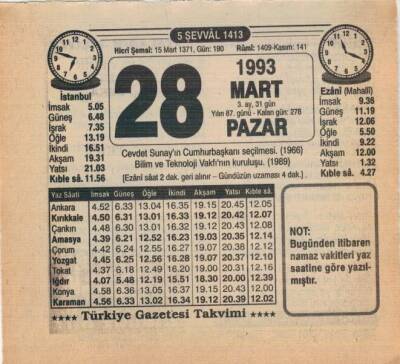 5 ŞEVVÂL 1413
Hicrî Şemsî: 15 Mart 1371, Gün: 190 Rûmî: 1409-Kasım: 141
28
1993
MART
3. ay, 31 gün
Yılın 87. günü - Kalan gün: 278
PAZAR
İstanbul
İmsak 5.05
Güneş 6.48
İşrak 7.35
Öğle 13.19
İkindi 16.51
Akşam 19.31
Yatsı 21.03
Kıble sâ. 11.56
Ezânî (Mahallî)
İmsak 9.36
Güneş 11.19
İşrak 12.06
Öğle 5.50
İkindi 9.22
Akşam 12.00
Yatsı 1.32
Kıble sâ. 4.27
Cevdet Sunay'ın Cumhurbaşkanı seçilmesi. (1966)
Bilim ve Teknoloji Vakfı'nın kuruluşu. (1989)
[Ezânî sâat 2 dak. geri alınır – Gündüzün uzaması 4 dak.]
Yaz Sâati İmsak Güneş Öğle İkindi Akşam Yatsı Kıble sâ.
Ankara 4.52 6.33 13.04 16.35 19.15 20.45 12.05
Kırıkkale 4.50 6.31 13.01 16.33 19.12 20.42 12.07
Çankırı 4.48 6.30 13.01 16.32 19.12 20.43 12.12
Amasya 4.39 6.21 12.52 16.23 19.03 20.35 12.14
Çorum 4.42 6.24 12.55 16.27 19.07 20.38 12.12
Yozgat 4.45 6.25 12.56 16.28 19.07 20.37 12.09
Tokat 4.37 6.18 12.49 16.20 19.00 20.31 12.16
Iğdır 4.07 5.48 12.19 15.51 18.30 20.00 12.39
Konya 4.58 6.36 13.05 16.37 19.15 20.43 11.55
Karaman 4.56 6.33 13.02 16.34 19.12 20.39 12.02
NOT:
Bugünden itibaren
namaz vakitleri yaz
saatine göre yazıl-
mıştır.
★★★★ Türkiye Gazetesi Takvimi ★★★★